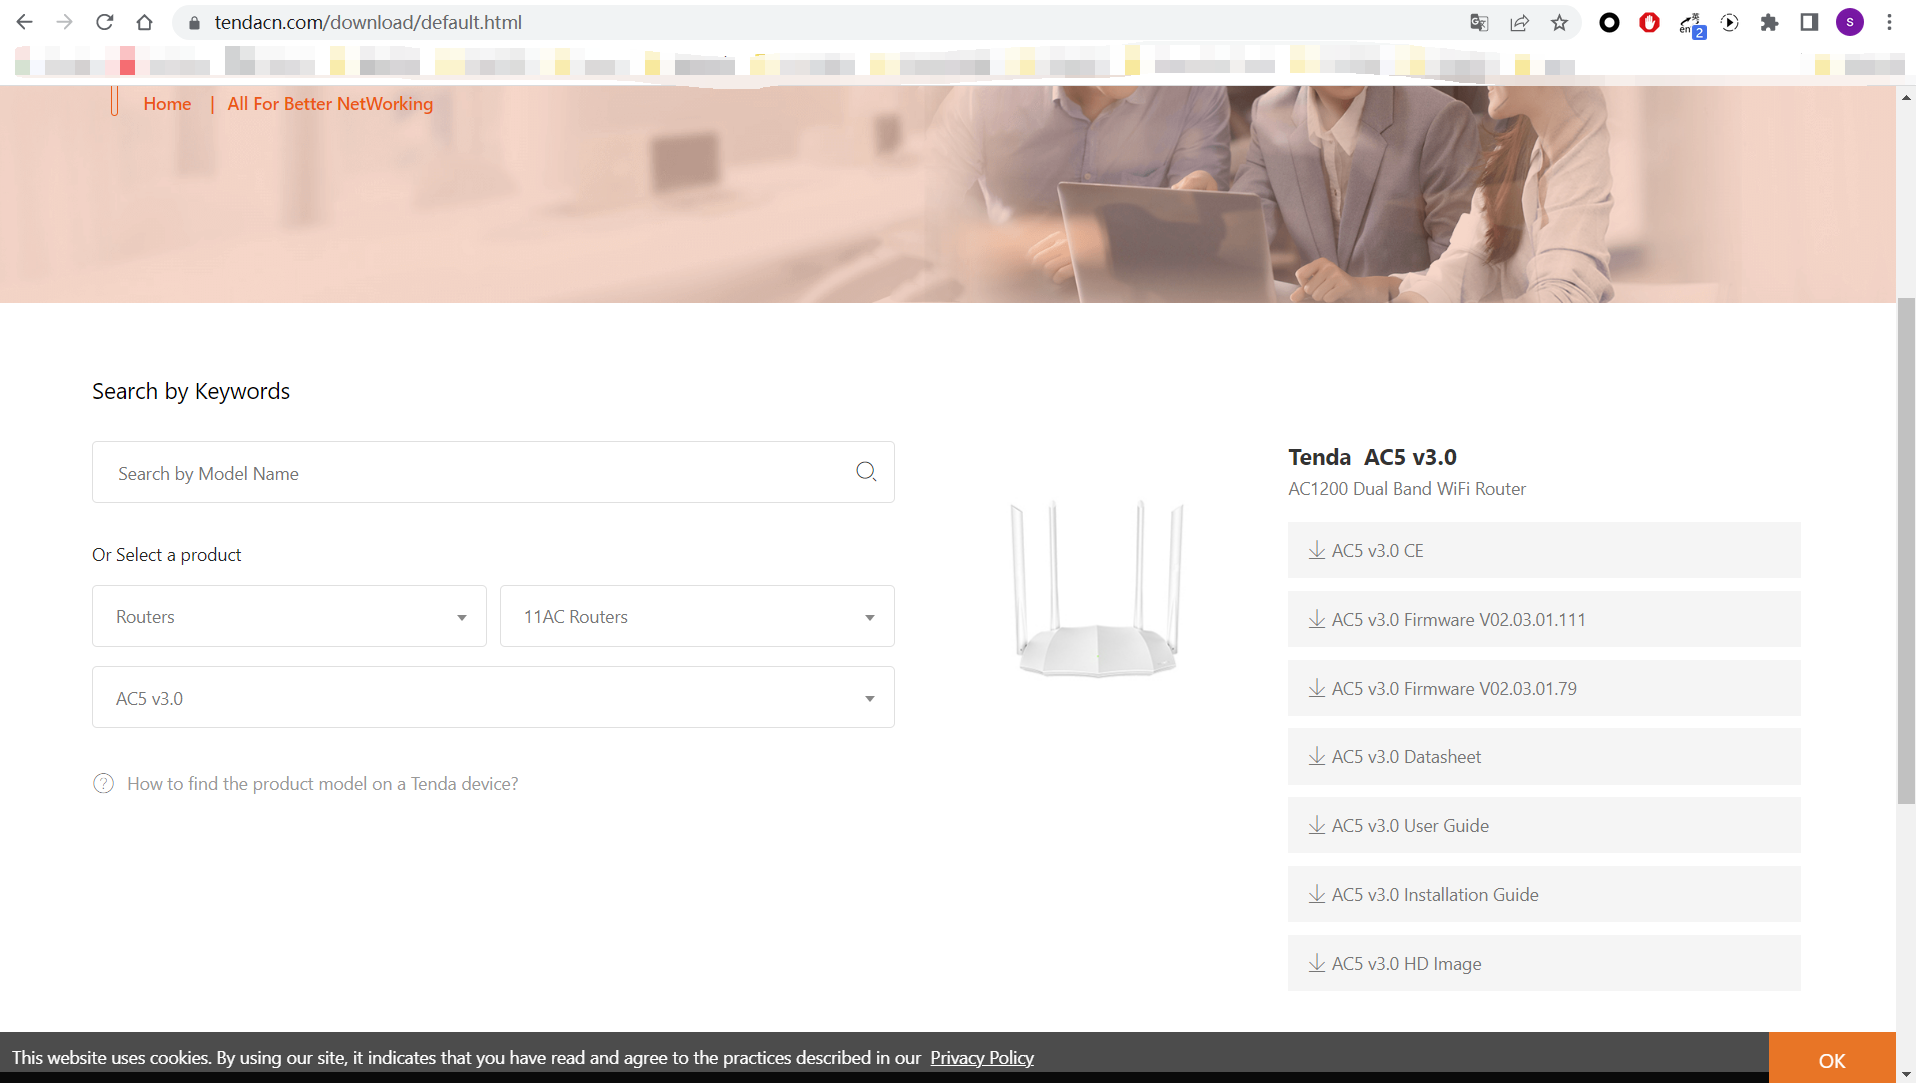 tendacn.com/download/default.html
英
en 2
S
Home | All For Better NetWorking
Search by Keywords
Search by Model Name
Or Select a product
Routers
11AC Routers
AC5 v3.0
? How to find the product model on a Tenda device?
Tenda AC5 v3.0
AC1200 Dual Band WiFi Router
AC5 v3.0 CE
AC5 v3.0 Firmware V02.03.01.111
AC5 v3.0 Firmware V02.03.01.79
AC5 v3.0 Datasheet
AC5 v3.0 User Guide
AC5 v3.0 Installation Guide
AC5 v3.0 HD Image
This website uses cookies. By using our site, it indicates that you have read and agree to the practices described in our Privacy Policy
OK